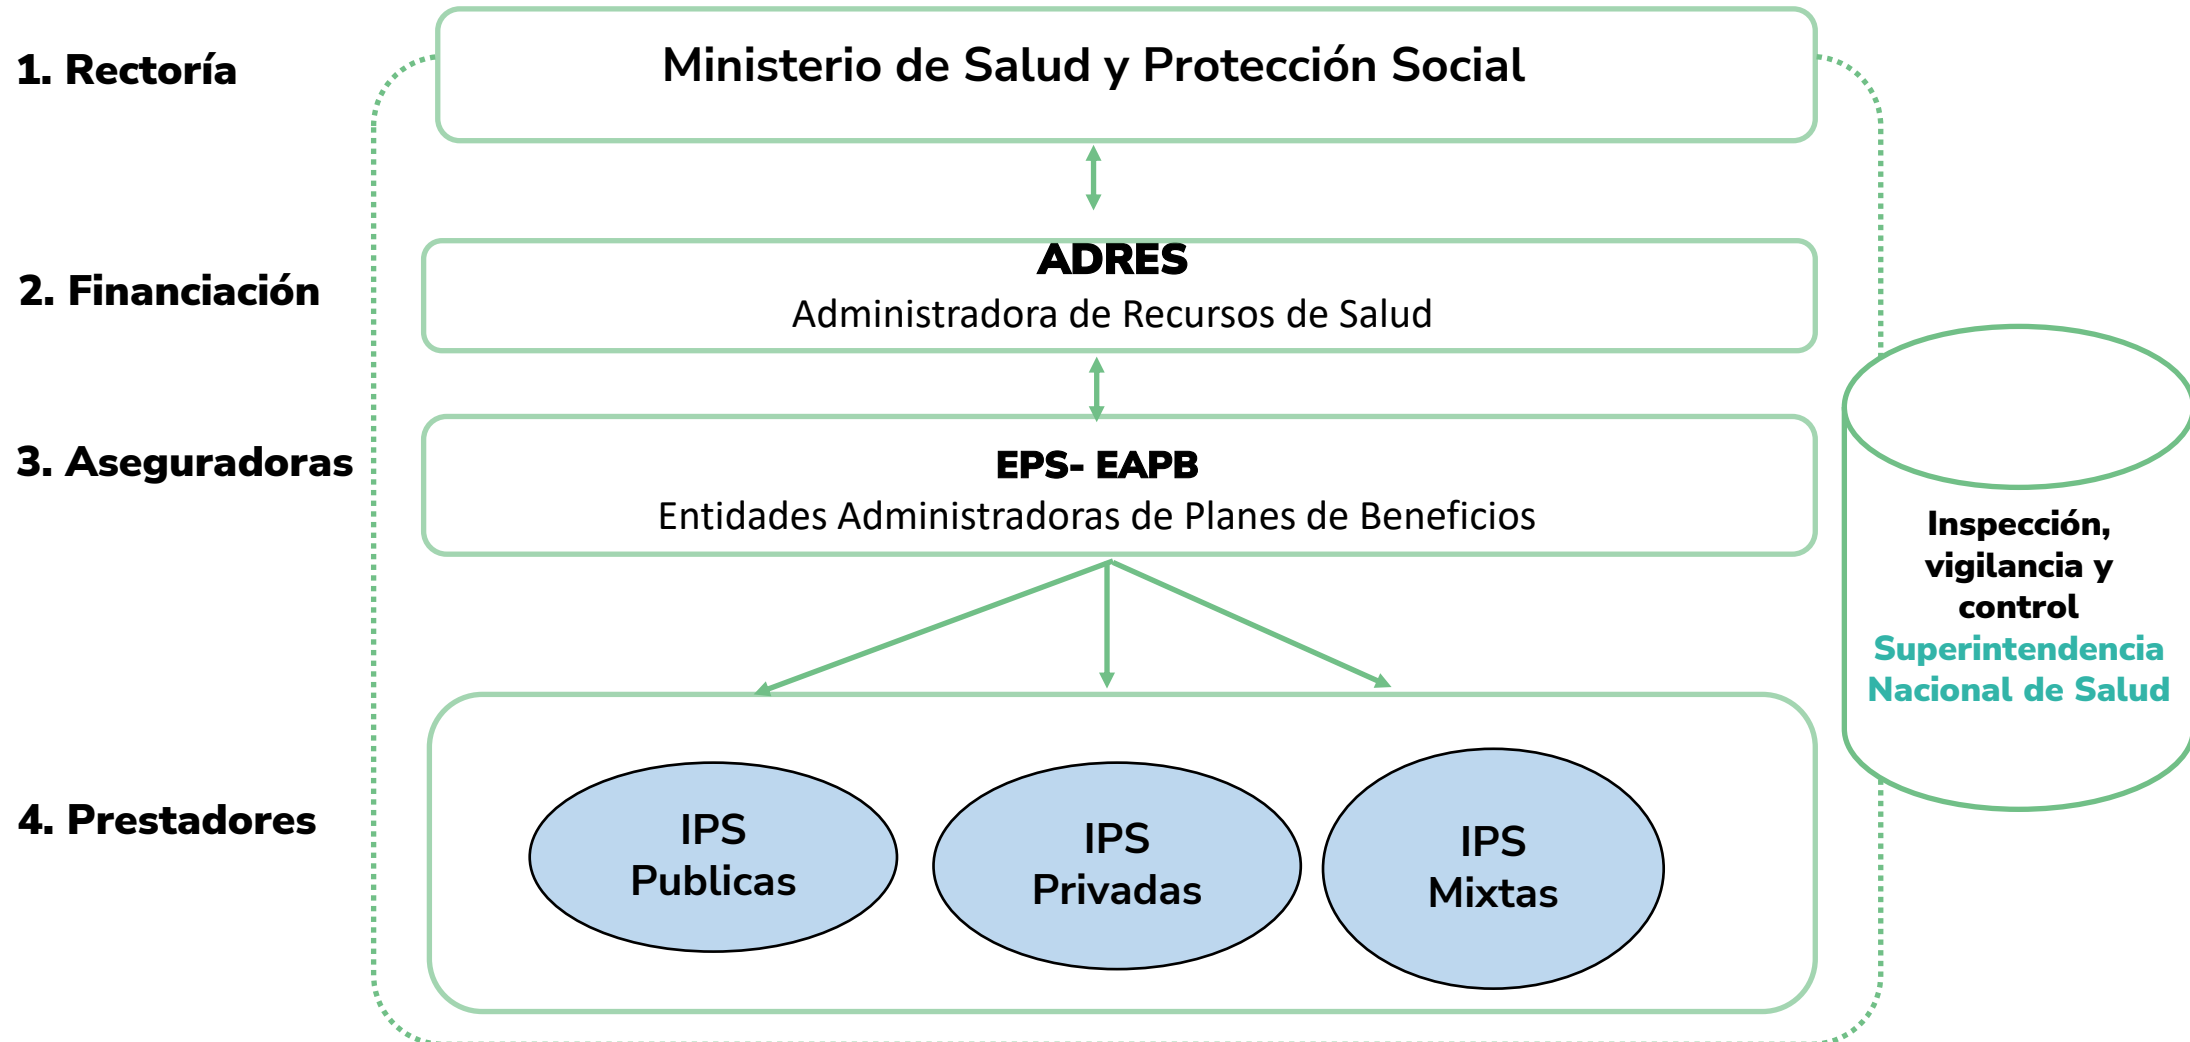 1. Rectoría
Ministerio de Salud y Protección Social
2. Financiación
ADRES
Administradora de Recursos de Salud
3. Aseguradoras
EPS- EAPB
Entidades Administradoras de Planes de Beneficios
Inspección,
vigilancia y
control
Superintendencia
Nacional de Salud
4. Prestadores
IPS
Publicas
IPS
Privadas
IPS
Mixtas